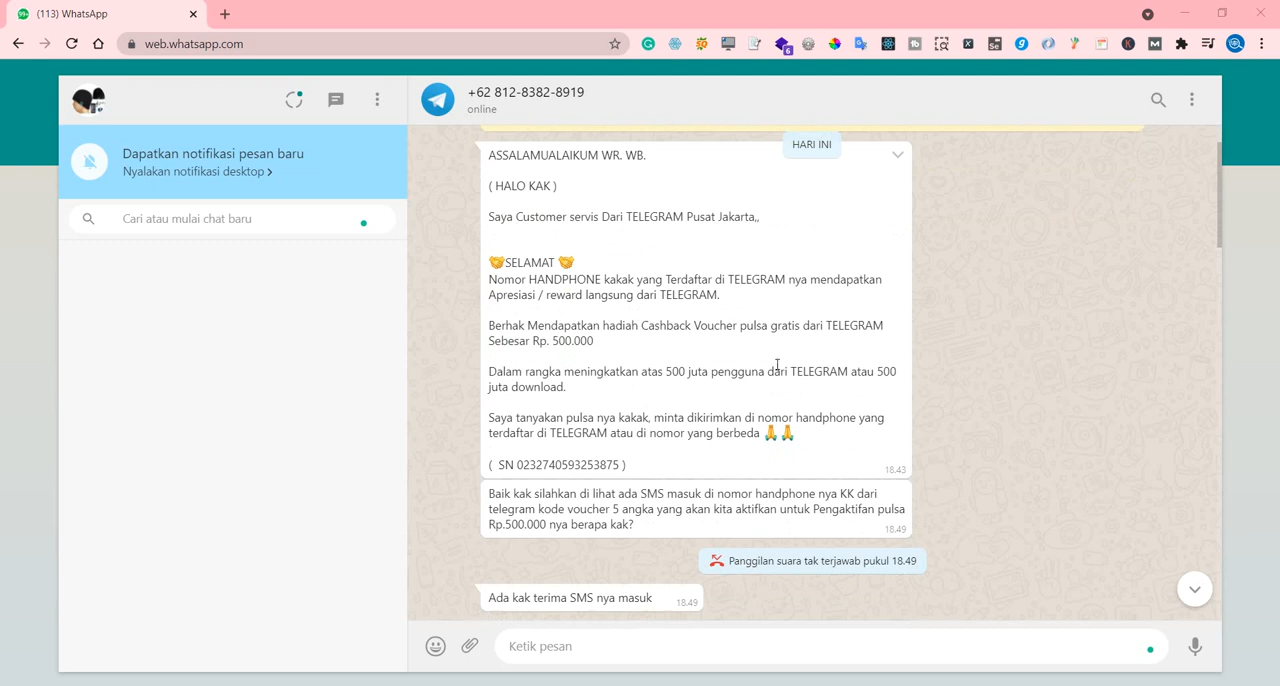 (113) WhatsApp
web.whatsapp.com
+62 812-8382-8919
online
Dapatkan notifikasi pesan baru
Nyalakan notifikasi desktop >
Cari atau mulai chat baru
HARI INI
ASSALAMUALAIKUM WR. WB.
( HALO KAK )
Saya Customer servis Dari TELEGRAM Pusat Jakarta,,
🤝SELAMAT 🤝
Nomor HANDPHONE kakak yang Terdaftar di TELEGRAM nya mendapatkan
Apresiasi / reward langsung dari TELEGRAM.
Berhak Mendapatkan hadiah Cashback Voucher pulsa gratis dari TELEGRAM
Sebesar Rp. 500.000
Dalam rangka meningkatkan atas 500 juta pengguna dari TELEGRAM atau 500
juta download.
Saya tanyakan pulsa nya kakak, minta dikirimkan di nomor handphone yang
terdaftar di TELEGRAM atau di nomor yang berbeda 🙏🙏
( SN 0232740593253875 )
18.43
Baik kak silahkan di lihat ada SMS masuk di nomor handphone nya KK dari
telegram kode voucher 5 angka yang akan kita aktifkan untuk Pengaktifan pulsa
Rp.500.000 nya berapa kak?
18.49
Panggilan suara tak terjawab pukul 18.49
Ada kak terima SMS nya masuk
18.49
Ketik pesan